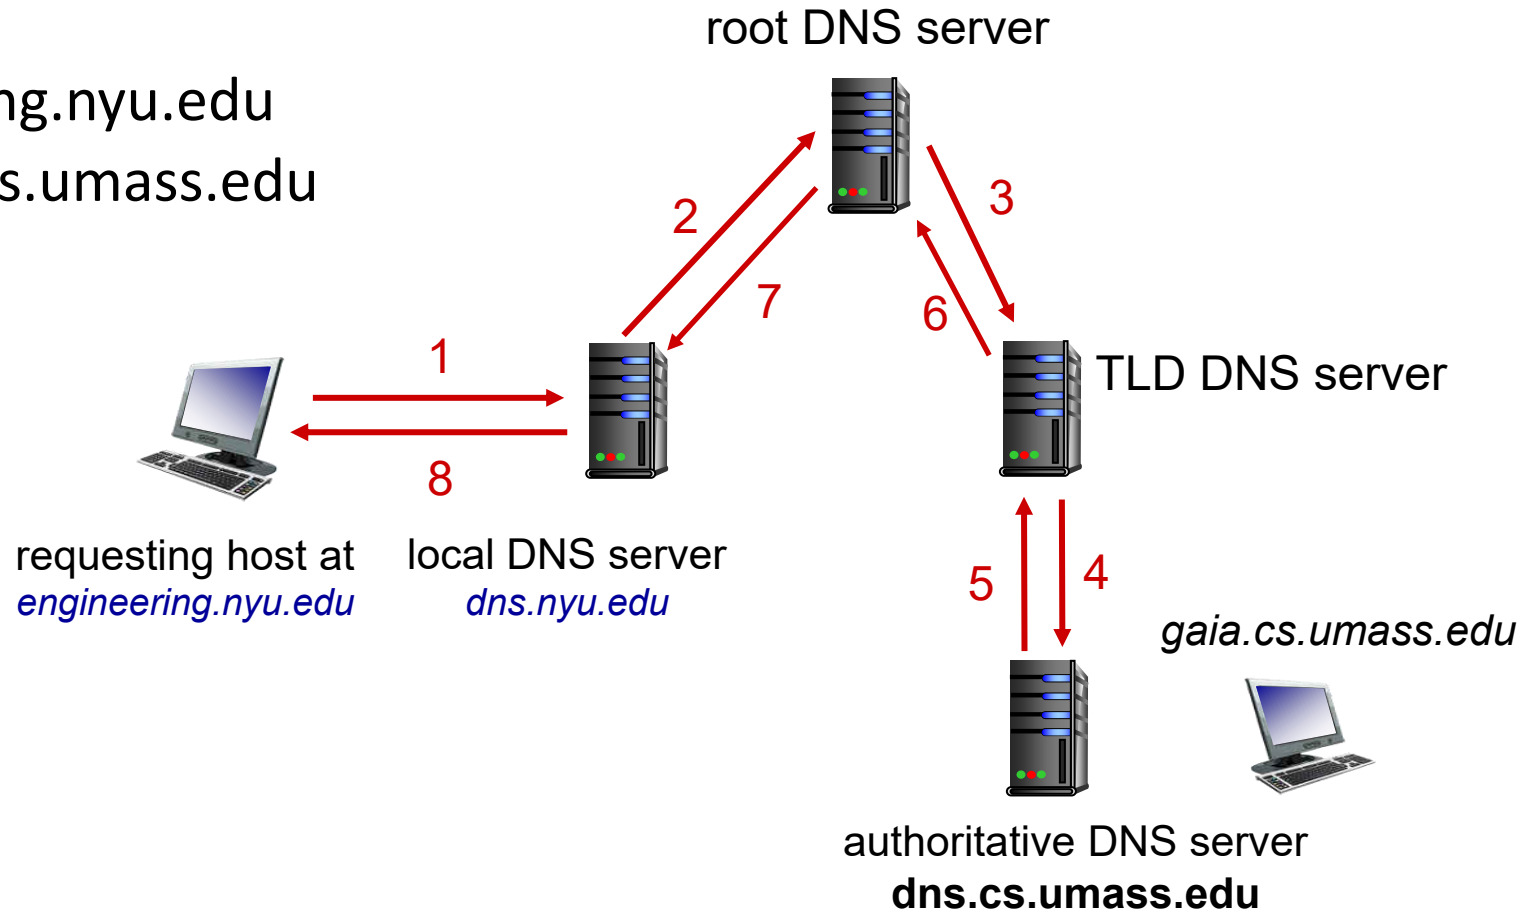 root DNS server
ng.nyu.edu
s.umass.edu
2
3
7
6
1
TLD DNS server
8
requesting host at
engineering.nyu.edu
local DNS server
dns.nyu.edu
5
4
gaia.cs.umass.edu
authoritative DNS server
dns.cs.umass.edu